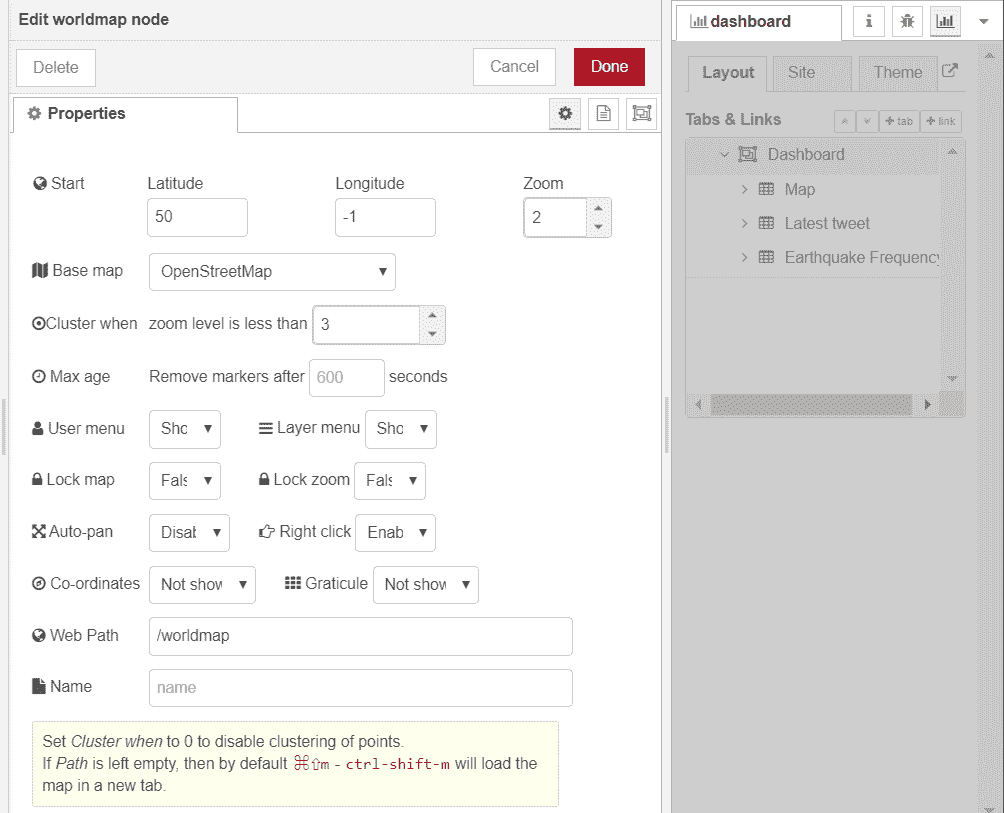 Edit worldmap node
Delete
Cancel
Done
Properties
Start
Latitude
Longitude
Zoom
50
-1
2
Base map
OpenStreetMap
Cluster when zoom level is less than 3
Max age Remove markers after 600 seconds
User menu Sho Layer menu Sho
Lock map Fals Lock zoom Fals
Auto-pan Disab Right click Enab
Co-ordinates Not show Graticule Not show
Web Path /worldmap
Name name
Set Cluster when to 0 to disable clustering of points.
If Path is left empty, then by default ⌘⇧m - ctrl-shift-m will load the
map in a new tab.
dashboard
Layout
Site
Theme
Tabs & Links
tab
link
Dashboard
Map
Latest tweet
Earthquake Frequency